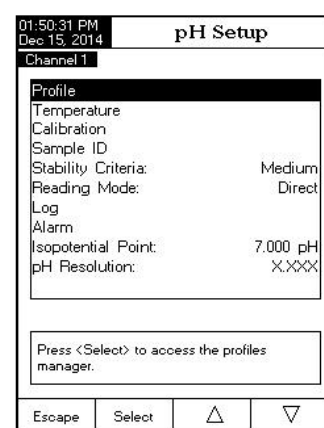 01:50:31 PM
Dec 15, 2014
pH Setup
Channel 1
Profile
Temperature
Calibration
Sample ID
Stability Criteria: Medium
Reading Mode: Direct
Log
Alarm
Isopotential Point: 7.000 pH
pH Resolution: X.XXX
Press <Select> to access the profiles
manager.
Escape Select △ ▽